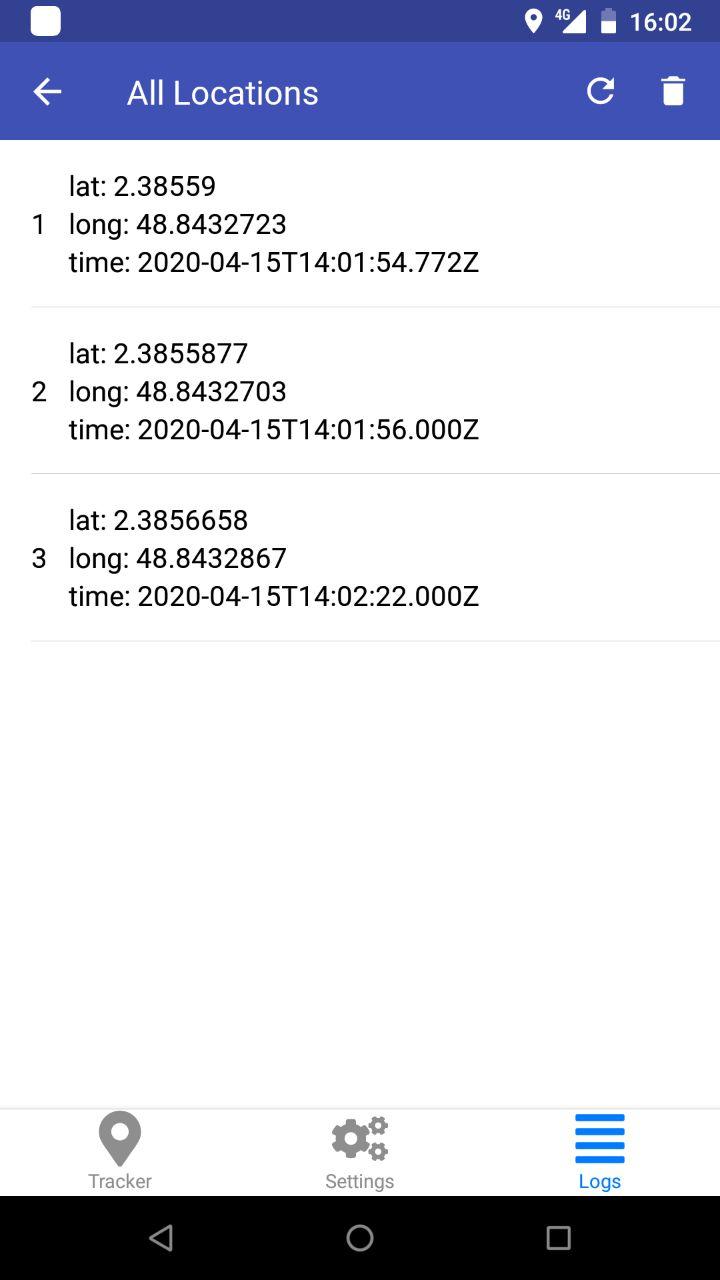 4G 16:02
All Locations
lat: 2.38559
1 long: 48.8432723
time: 2020-04-15T14:01:54.772Z
lat: 2.3855877
2 long: 48.8432703
time: 2020-04-15T14:01:56.000Z
lat: 2.3856658
3 long: 48.8432867
time: 2020-04-15T14:02:22.000Z
Tracker Settings Logs